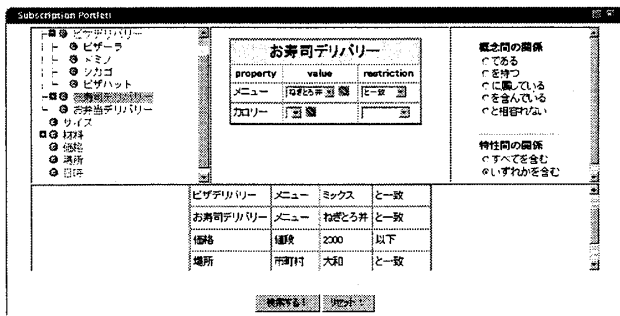 Subscription Portlet
ピザデリバリー
ピザーラ
ドミノ
シカゴ
ピザハット
お寿司デリバリー
お弁当デリバリー
サイズ
材料
価格
場所
日時
お寿司デリバリー
property value restriction
メニュー ねぎとろ丼 と一致
カロリー
概念間の関係
である
を持つ
に属している
を含んでいる
と相容れない
特性間の関係
すべてを含む
いずれかを含む
ピザデリバリー メニュー ミックス と一致
お寿司デリバリー メニュー ねぎとろ丼 と一致
価格 値段 2000 以下
場所 市町村 大和 と一致
検索する! リセット!